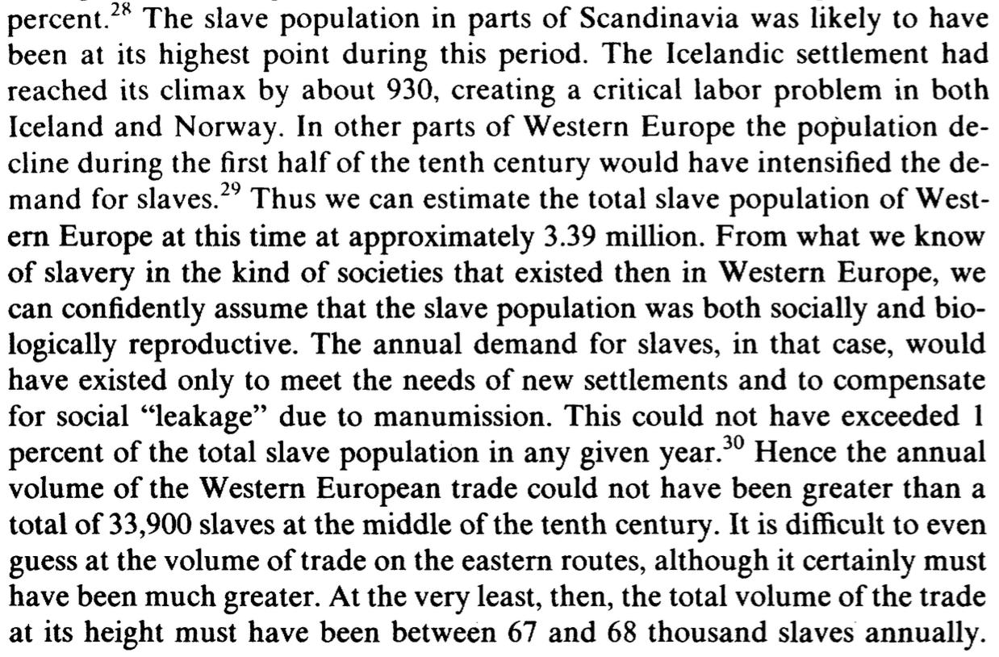 percent.28 The slave population in parts of Scandinavia was likely to have
been at its highest point during this period. The Icelandic settlement had
reached its climax by about 930, creating a critical labor problem in both
Iceland and Norway. In other parts of Western Europe the population de-
cline during the first half of the tenth century would have intensified the de-
mand for slaves.29 Thus we can estimate the total slave population of West-
ern Europe at this time at approximately 3.39 million. From what we know
of slavery in the kind of societies that existed then in Western Europe, we
can confidently assume that the slave population was both socially and bio-
logically reproductive. The annual demand for slaves, in that case, would
have existed only to meet the needs of new settlements and to compensate
for social “leakage” due to manumission. This could not have exceeded 1
percent of the total slave population in any given year.30 Hence the annual
volume of the Western European trade could not have been greater than a
total of 33,900 slaves at the middle of the tenth century. It is difficult to even
guess at the volume of trade on the eastern routes, although it certainly must
have been much greater. At the very least, then, the total volume of the trade
at its height must have been between 67 and 68 thousand slaves annually.